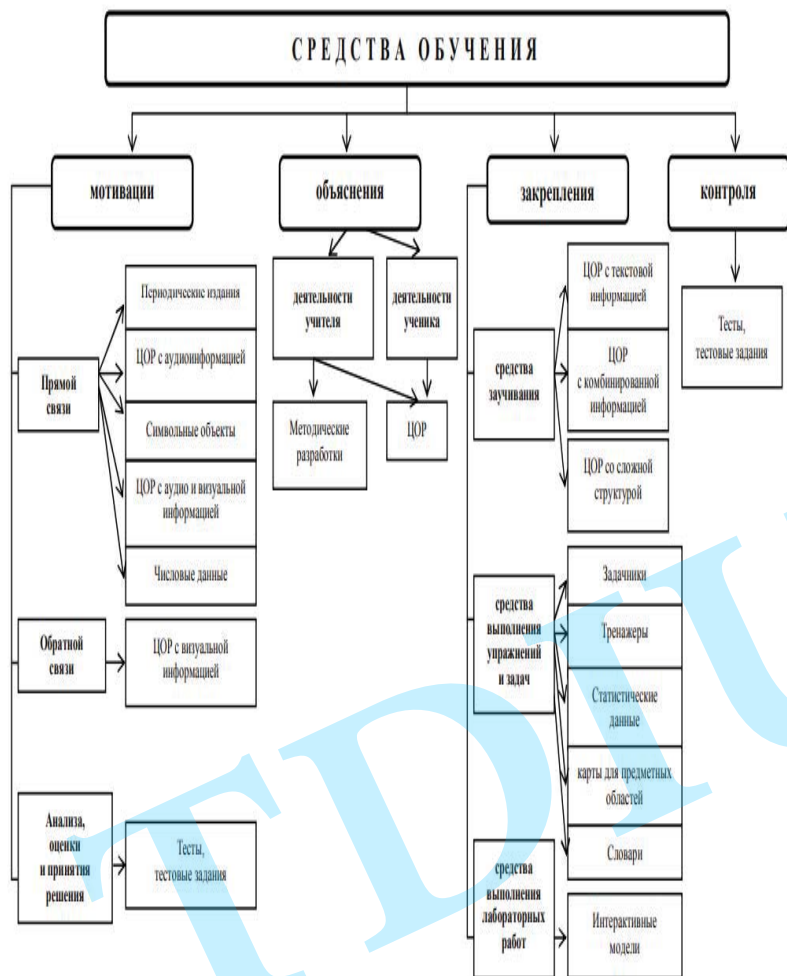 СРЕДСТВА ОБУЧЕНИЯ
мотивации
объяснения
закрепления
контроля
Прямой
связи
Периодические издания
ЦОР с аудиоинформацией
Символьные объекты
ЦОР с аудио и визуальной
информацией
Числовые данные
Обратной
связи
ЦОР с визуальной
информацией
Анализа,
оценки
и принятия
решения
Тесты,
тестовые задания
деятельности
учителя
деятельности
ученика
Методические
разработки
ЦОР
средства
заучивания
ЦОР с текстовой
информацией
ЦОР
с комбинированной
информацией
ЦОР со сложной
структурой
средства
выполнения
упражнений
и задач
Задачники
Тренажеры
Статистические
данные
карты для предметных
областей
Словари
средства
выполнения
лабораторных
работ
Интерактивные
модели
Тесты,
тестовые задания
TDIU